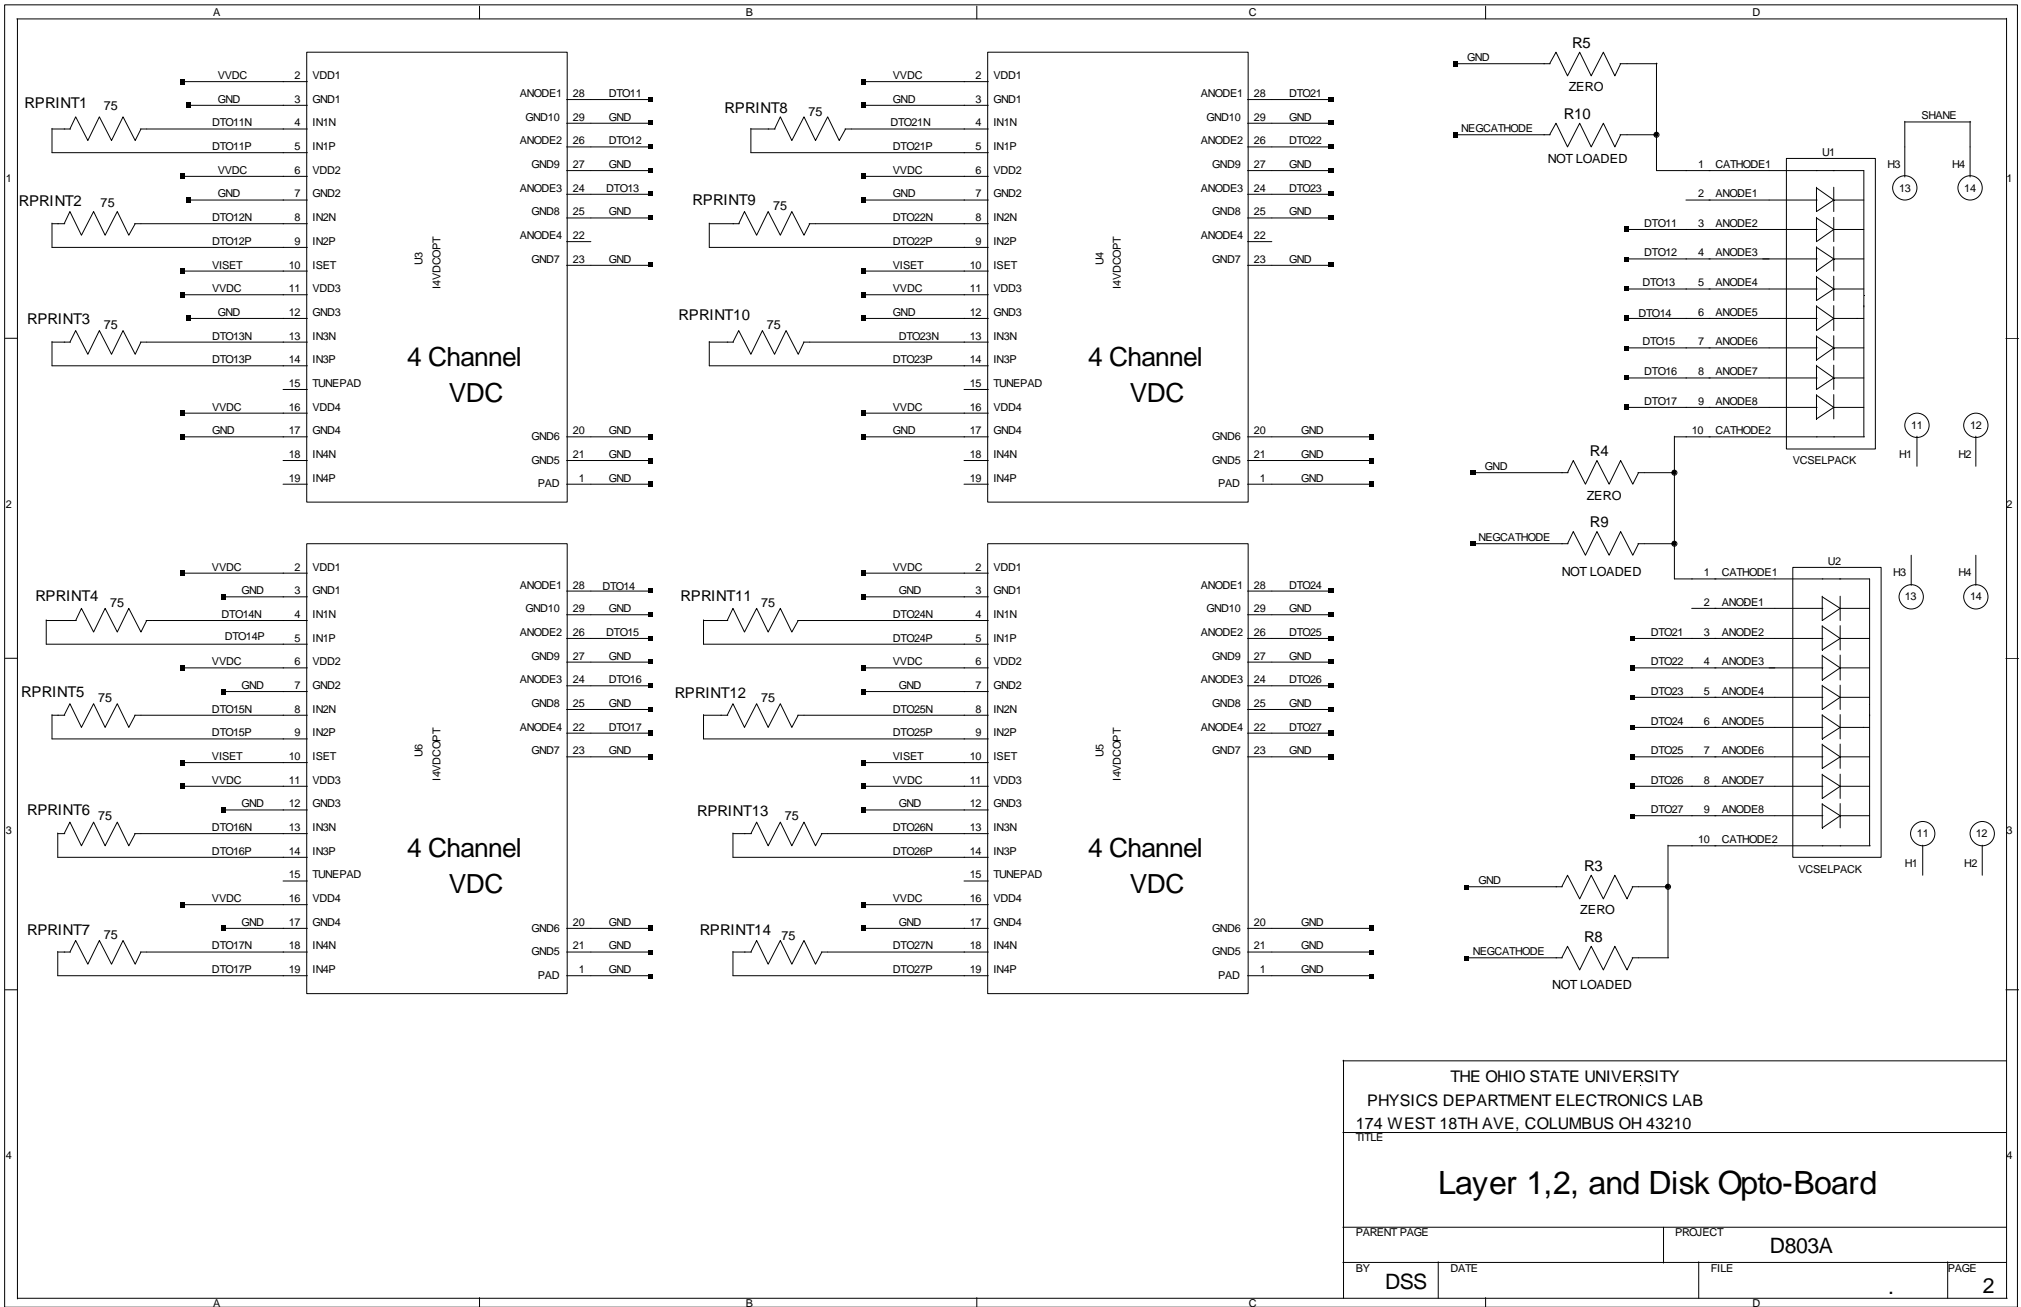 A B C D
1
2
3
4
RPRINT1 75
RPRINT2 75
RPRINT3 75
VVDC 2 VDD1
GND 3 GND1
DTO11N 4 IN1N
DTO11P 5 IN1P
VVDC 6 VDD2
GND 7 GND2
DTO12N 8 IN2N
DTO12P 9 IN2P
VISET 10 ISET
VVDC 11 VDD3
GND 12 GND3
DTO13N 13 IN3N
DTO13P 14 IN3P
15 TUNEPAD
VVDC 16 VDD4
GND 17 GND4
18 IN4N
19 IN4P
U3
I4VDCOPT
4 Channel
VDC
ANODE1 28 DTO11
GND10 29 GND
ANODE2 26 DTO12
GND9 27 GND
ANODE3 24 DTO13
GND8 25 GND
ANODE4 22
GND7 23 GND
GND6 20 GND
GND5 21 GND
PAD 1 GND
RPRINT8 75
RPRINT9 75
RPRINT10 75
VVDC 2 VDD1
GND 3 GND1
DTO21N 4 IN1N
DTO21P 5 IN1P
VVDC 6 VDD2
GND 7 GND2
DTO22N 8 IN2N
DTO22P 9 IN2P
VISET 10 ISET
VVDC 11 VDD3
GND 12 GND3
DTO23N 13 IN3N
DTO23P 14 IN3P
15 TUNEPAD
VVDC 16 VDD4
GND 17 GND4
18 IN4N
19 IN4P
U4
I4VDCOPT
4 Channel
VDC
ANODE1 28 DTO21
GND10 29 GND
ANODE2 26 DTO22
GND9 27 GND
ANODE3 24 DTO23
GND8 25 GND
ANODE4 22
GND7 23 GND
GND6 20 GND
GND5 21 GND
PAD 1 GND
GND R5
ZERO
NEGCATHODE R10
NOT LOADED
U1
1 CATHODE1
2 ANODE1
DTO11 3 ANODE2
DTO12 4 ANODE3
DTO13 5 ANODE4
DTO14 6 ANODE5
DTO15 7 ANODE6
DTO16 8 ANODE7
DTO17 9 ANODE8
10 CATHODE2
VCSELPACK
SHANE
H3 H4
13 14
11 12
H1 H2
GND R4
ZERO
NEGCATHODE R9
NOT LOADED
RPRINT4 75
RPRINT5 75
RPRINT6 75
RPRINT7 75
VVDC 2 VDD1
GND 3 GND1
DTO14N 4 IN1N
DTO14P 5 IN1P
VVDC 6 VDD2
GND 7 GND2
DTO15N 8 IN2N
DTO15P 9 IN2P
VISET 10 ISET
VVDC 11 VDD3
GND 12 GND3
DTO16N 13 IN3N
DTO16P 14 IN3P
15 TUNEPAD
VVDC 16 VDD4
GND 17 GND4
DTO17N 18 IN4N
DTO17P 19 IN4P
U6
I4VDCOPT
4 Channel
VDC
ANODE1 28 DTO14
GND10 29 GND
ANODE2 26 DTO15
GND9 27 GND
ANODE3 24 DTO16
GND8 25 GND
ANODE4 22 DTO17
GND7 23 GND
GND6 20 GND
GND5 21 GND
PAD 1 GND
RPRINT11 75
RPRINT12 75
RPRINT13 75
RPRINT14 75
VVDC 2 VDD1
GND 3 GND1
DTO24N 4 IN1N
DTO24P 5 IN1P
VVDC 6 VDD2
GND 7 GND2
DTO25N 8 IN2N
DTO25P 9 IN2P
VISET 10 ISET
VVDC 11 VDD3
GND 12 GND3
DTO26N 13 IN3N
DTO26P 14 IN3P
15 TUNEPAD
VVDC 16 VDD4
GND 17 GND4
DTO27N 18 IN4N
DTO27P 19 IN4P
U5
I4VDCOPT
4 Channel
VDC
ANODE1 28 DTO24
GND10 29 GND
ANODE2 26 DTO25
GND9 27 GND
ANODE3 24 DTO26
GND8 25 GND
ANODE4 22 DTO27
GND7 23 GND
GND6 20 GND
GND5 21 GND
PAD 1 GND
U2
1 CATHODE1
2 ANODE1
DTO21 3 ANODE2
DTO22 4 ANODE3
DTO23 5 ANODE4
DTO24 6 ANODE5
DTO25 7 ANODE6
DTO26 8 ANODE7
DTO27 9 ANODE8
10 CATHODE2
VCSELPACK
H3 H4
13 14
11 12
H1 H2
GND R3
ZERO
NEGCATHODE R8
NOT LOADED
1
2
3
4
THE OHIO STATE UNIVERSITY
PHYSICS DEPARTMENT ELECTRONICS LAB
174 WEST 18TH AVE, COLUMBUS OH 43210
TITLE
Layer 1,2, and Disk Opto-Board
PARENT PAGE PROJECT
D803A
BY DSS DATE FILE . PAGE 2
A B C D